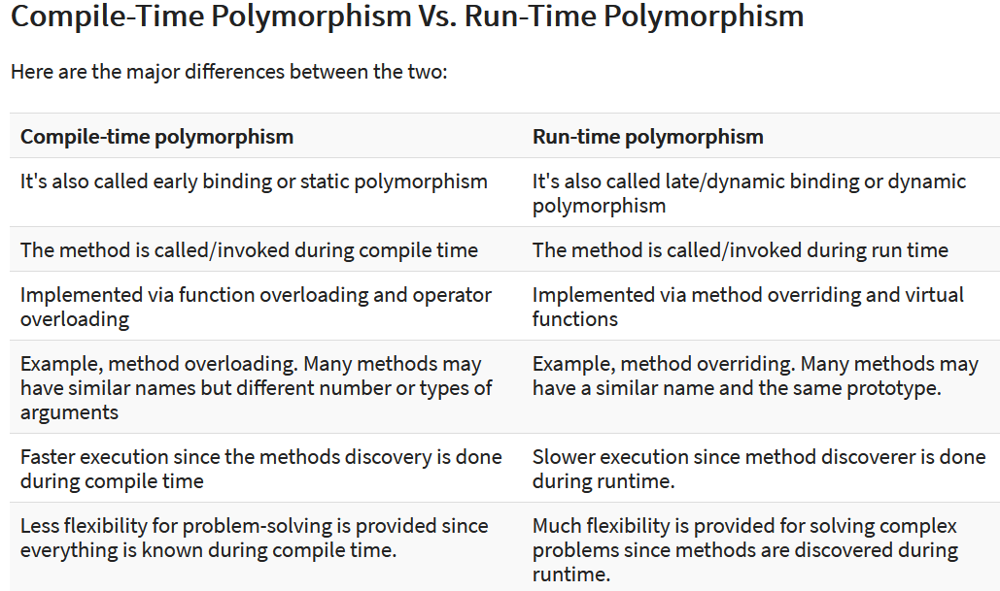 Compile-Time Polymorphism Vs. Run-Time Polymorphism
Here are the major differences between the two:
Compile-time polymorphism
Run-time polymorphism
It's also called early binding or static polymorphism
It's also called late/dynamic binding or dynamic
polymorphism
The method is called/invoked during compile time
The method is called/invoked during run time
Implemented via function overloading and operator
overloading
Implemented via method overriding and virtual
functions
Example, method overloading. Many methods may
have similar names but different number or types of
arguments
Example, method overriding. Many methods may
have a similar name and the same prototype.
Faster execution since the methods discovery is done
during compile time
Slower execution since method discoverer is done
during runtime.
Less flexibility for problem-solving is provided since
everything is known during compile time.
Much flexibility is provided for solving complex
problems since methods are discovered during
runtime.